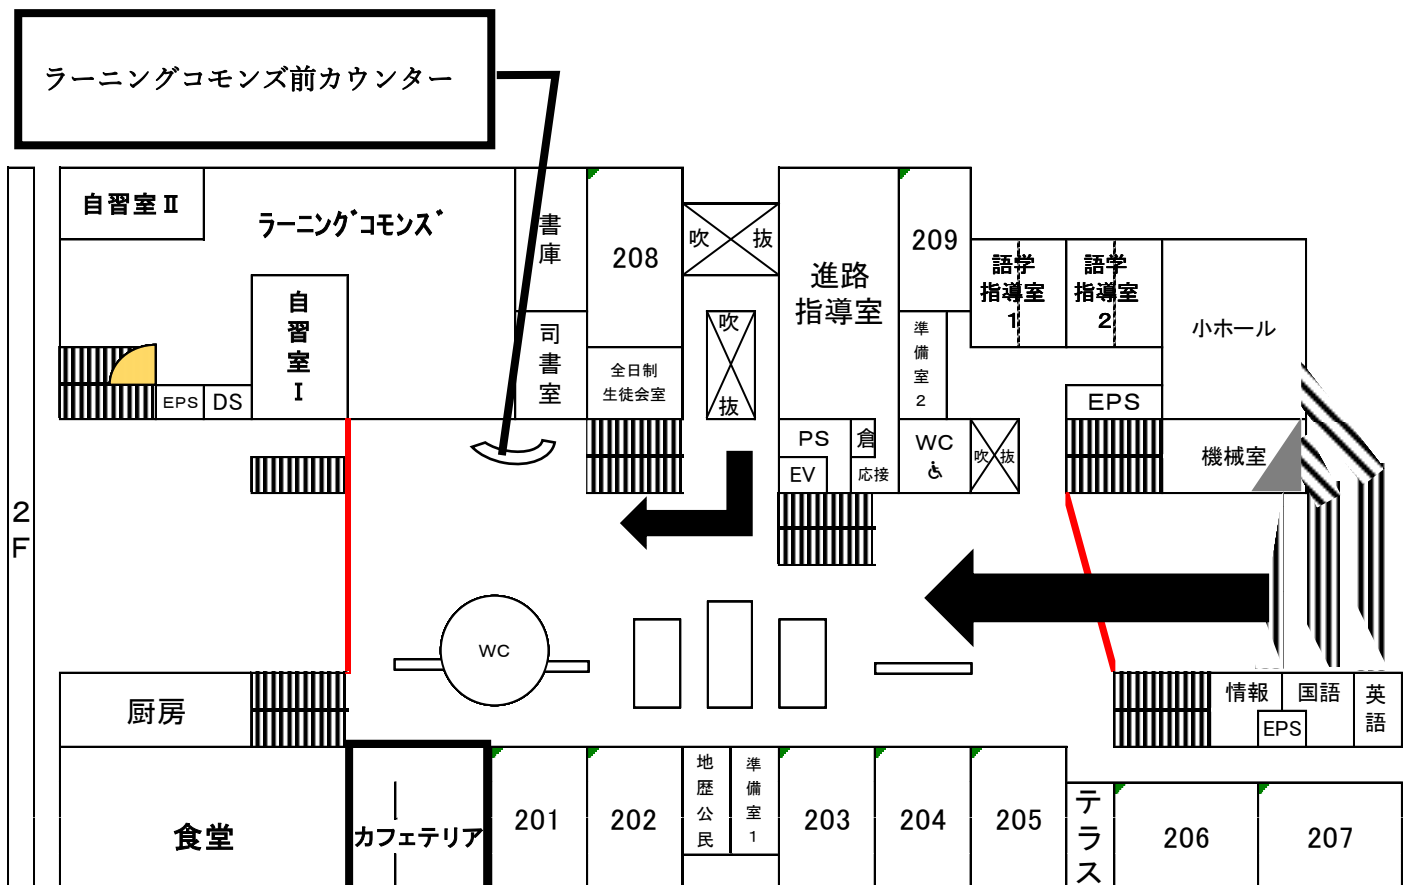 ラーニングコモンズ前カウンター
2F
自習室Ⅱ
ラーニングコモンズ
書庫
208
吹 抜
進路
指導室
209
語学
指導室
1
語学
指導室
2
小ホール
自習室Ⅰ
司書室
全日制
生徒会室
吹
抜
準備室2
EPS
DS
EPS
PS
倉
WC
吹 抜
機械室
EV
応接
WC
厨房
情報
国語
英語
EPS
食堂
カフェテリア
201
202
地歴公民
準備室1
203
204
205
テラス
206
207